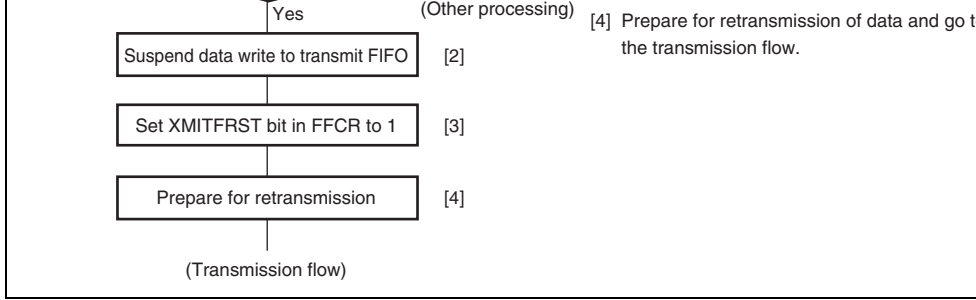 Yes
(Other processing)
[4] Prepare for retransmission of data and go t
the transmission flow.
Suspend data write to transmit FIFO [2]
Set XMITFRST bit in FFCR to 1 [3]
Prepare for retransmission [4]
(Transmission flow)